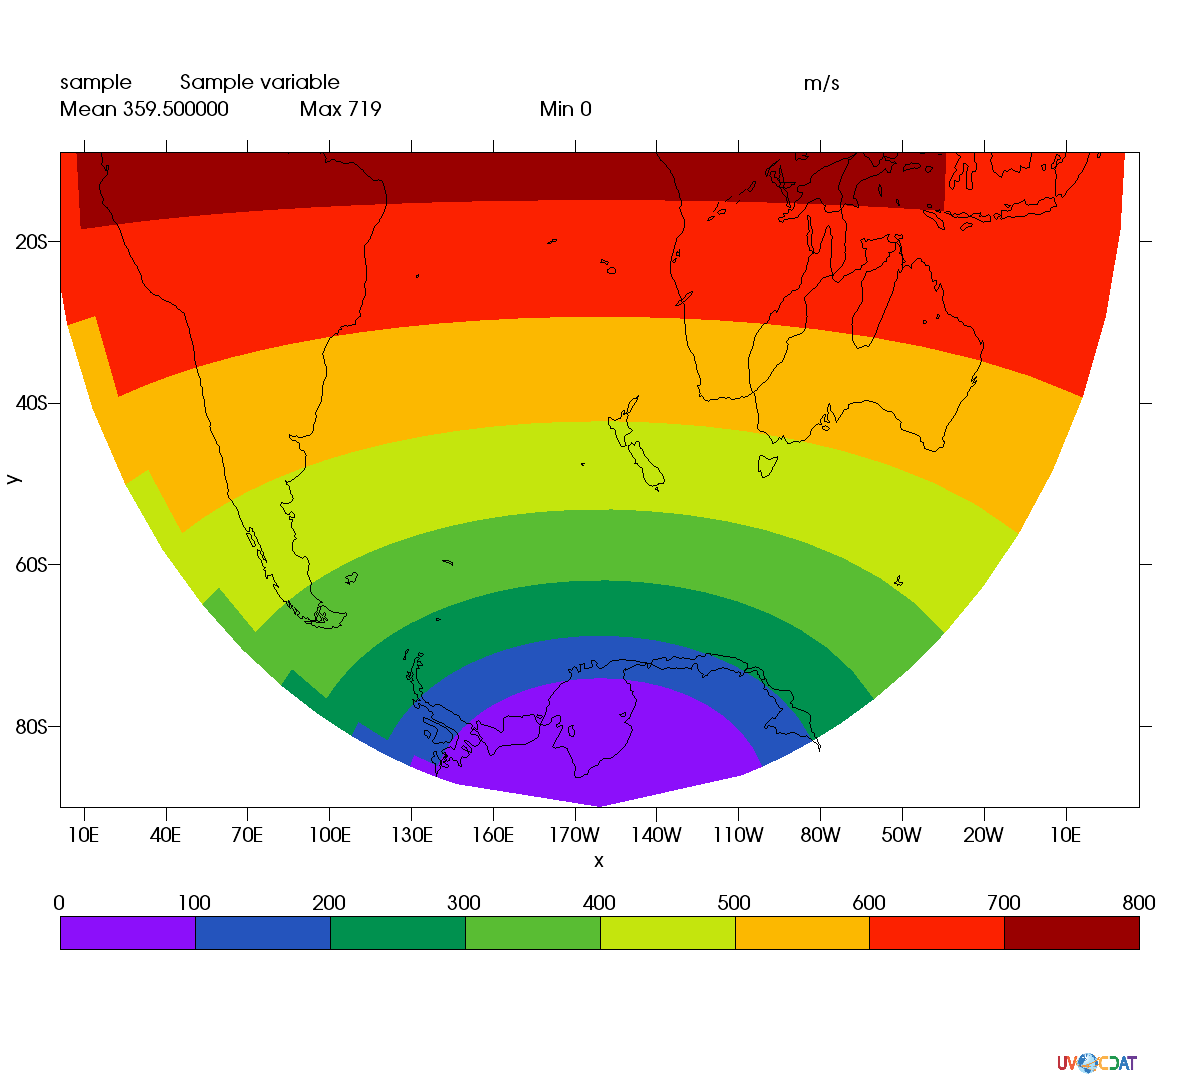 sample Sample variable m/s
Mean 359.500000 Max 719 Min 0
20S
40S
y
60S
80S
10E 40E 70E 100E 130E 160E 170W 140W 110W 80W 50W 20W 10E
x
0 100 200 300 400 500 600 700 800
UV CDAT